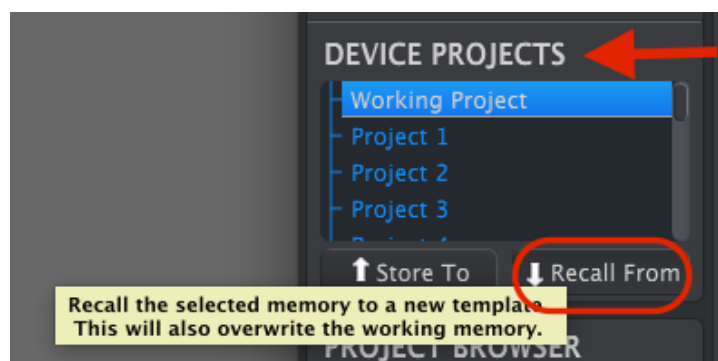 DEVICE PROJECTS
Working Project
Project 1
Project 2
Project 3
Store To
Recall From
Recall the selected memory to a new template.
This will also overwrite the working memory.
PROJECT BROWSER